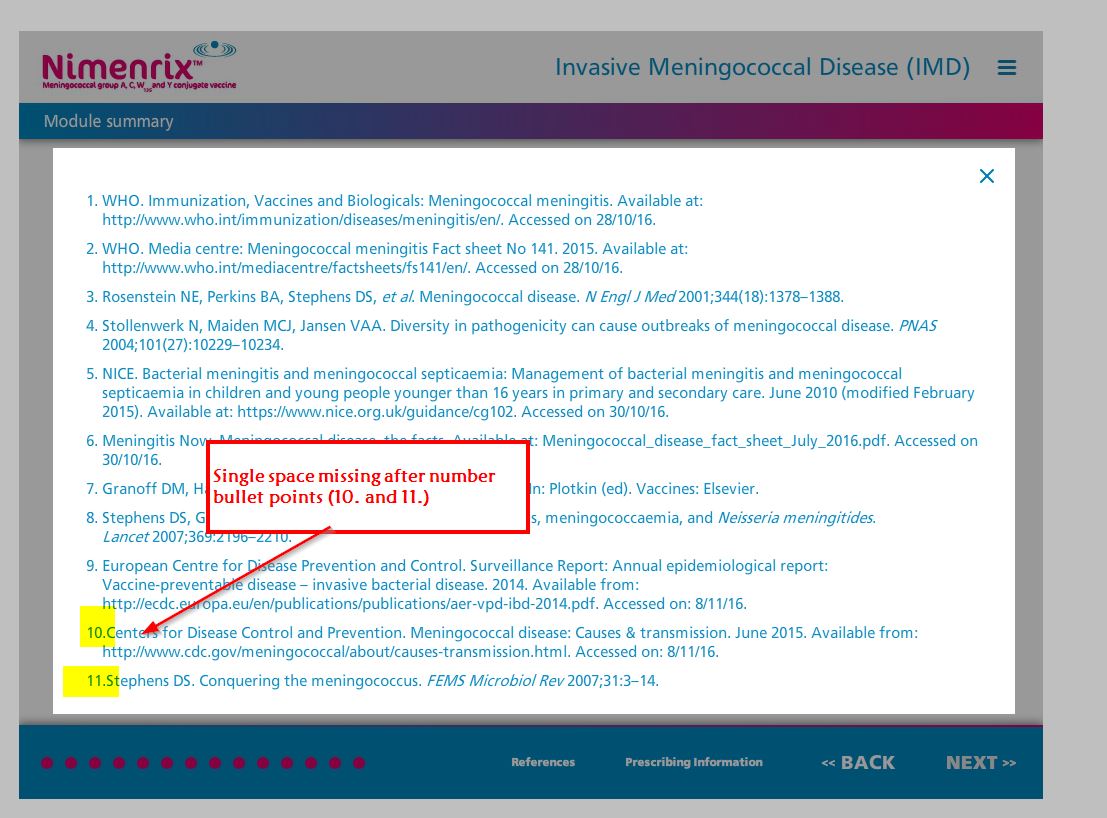 Nimenrix™
Meningococcal group A, C, W135 and Y conjugate vaccine
Invasive Meningococcal Disease (IMD)
Module summary
1. WHO. Immunization, Vaccines and Biologicals: Meningococcal meningitis. Available at:
http://www.who.int/immunization/diseases/meningitis/en/. Accessed on 28/10/16.
2. WHO. Media centre: Meningococcal meningitis Fact sheet No 141. 2015. Available at:
http://www.who.int/mediacentre/factsheets/fs141/en/. Accessed on 28/10/16.
3. Rosenstein NE, Perkins BA, Stephens DS, et al. Meningococcal disease. N Engl J Med 2001;344(18):1378–1388.
4. Stollenwerk N, Maiden MCJ, Jansen VAA. Diversity in pathogenicity can cause outbreaks of meningococcal disease. PNAS
2004;101(27):10229–10234.
5. NICE. Bacterial meningitis and meningococcal septicaemia: Management of bacterial meningitis and meningococcal
septicaemia in children and young people younger than 16 years in primary and secondary care. June 2010 (modified February
2015). Available at: https://www.nice.org.uk/guidance/cg102. Accessed on 30/10/16.
6. Meningitis Now. Meningococcal disease, the facts. Available at: Meningococcal_disease_fact_sheet_July_2016.pdf. Accessed on
30/10/16.
Single space missing after number
bullet points (10. and 11.)
7. Granoff DM, In: Plotkin (ed). Vaccines: Elsevier.
8. Stephens DS, meningococcaemia, and Neisseria meningitides.
Lancet 2007;369:2196–2210.
9. European Centre for Disease Prevention and Control. Surveillance Report: Annual epidemiological report:
Vaccine-preventable disease – invasive bacterial disease. 2014. Available from:
http://ecdc.europa.eu/en/publications/publications/aer-vpd-ibd-2014.pdf. Accessed on: 8/11/16.
10.Centers for Disease Control and Prevention. Meningococcal disease: Causes & transmission. June 2015. Available from:
http://www.cdc.gov/meningococcal/about/causes-transmission.html. Accessed on: 8/11/16.
11.Stephens DS. Conquering the meningococcus. FEMS Microbiol Rev 2007;31:3–14.
References Prescribing Information << BACK NEXT >>